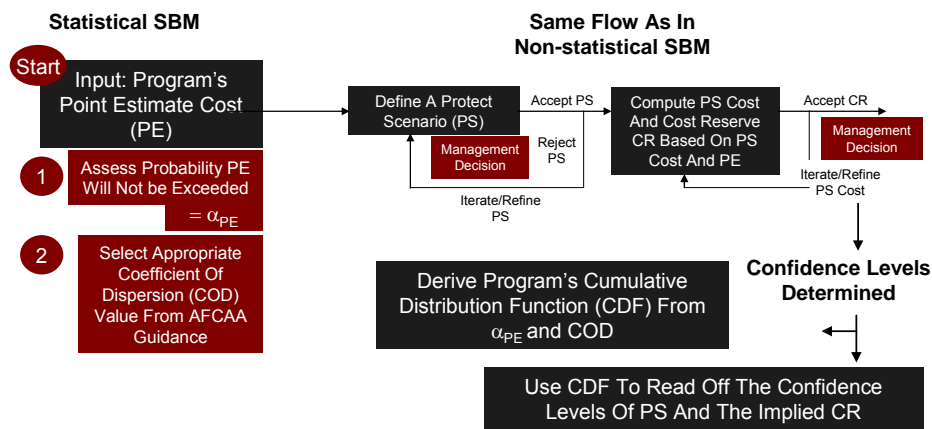 Statistical SBM
Same Flow As In
Non-statistical SBM
Start
Input: Program's
Point Estimate Cost
(PE)
1
Assess Probability PE
Will Not be Exceeded
= αPE
2
Select Appropriate
Coefficient Of
Dispersion (COD)
Value From AFCAA
Guidance
Define A Protect
Scenario (PS)
Accept PS
Management
Decision
Reject
PS
Iterate/Refine
PS
Compute PS Cost
And Cost Reserve
CR Based On PS
Cost And PE
Accept CR
Management
Decision
Iterate/Refine
PS Cost
Confidence Levels
Determined
Derive Program's Cumulative
Distribution Function (CDF) From
αPE and COD
Use CDF To Read Off The Confidence
Levels Of PS And The Implied CR